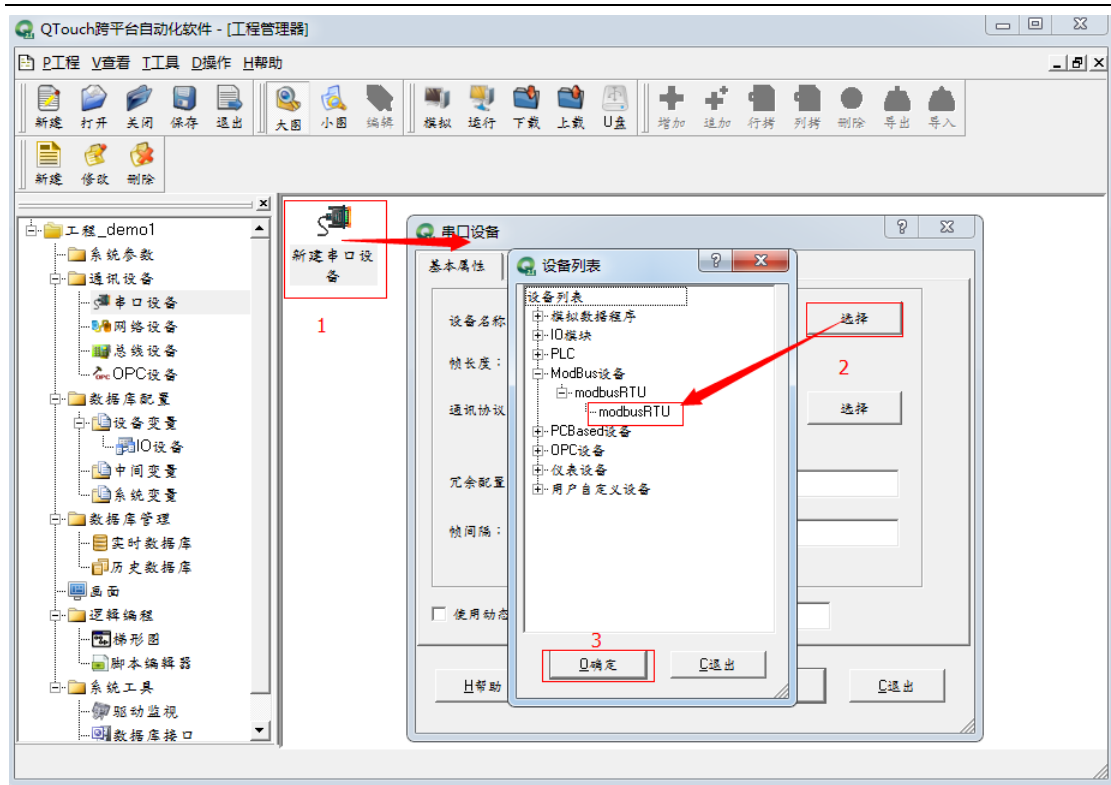 QTouch跨平台自动化软件 - [工程管理器]
P工程 V查看 T工具 D操作 H帮助
新建 打开 关闭 保存 退出 大图 小图 编辑 模拟 运行 下载 上载 U盘 增加 追加 行拷 列拷 删除 导出 导入
新建 修改 删除
工程_demo1
系统参数
通讯设备
串口设备
网络设备
总线设备
OPC设备
数据库配置
设备变量
IO设备
中间变量
系统变量
数据库管理
实时数据库
历史数据库
画面
逻辑编程
梯形图
脚本编辑器
系统工具
驱动监视
数据库接口
新建串口设
备
1
串口设备
基本属性
设备名称
选择
2
帧长度：
通讯协议
选择
冗余配置
帧间隔：
使用动态
H帮助
C退出
设备列表
设备列表
模拟数据程序
IO模块
PLC
ModBus设备
modbusRTU
modbusRTU
PCBased设备
OPC设备
仪表设备
用户自定义设备
3
O确定 C退出